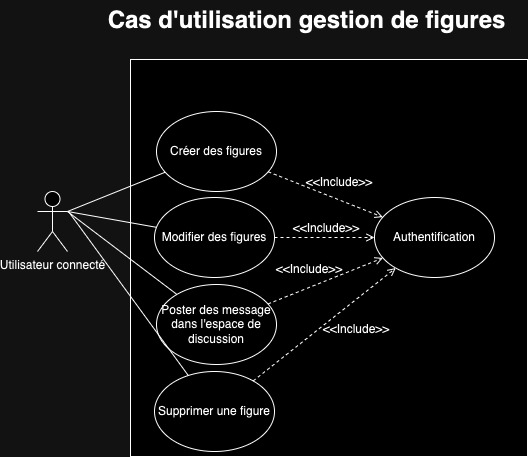 Cas d'utilisation gestion de figures
Créer des figures
<<Include>>
Modifier des figures
<<Include>>
Authentification
Utilisateur connecté
<<Include>>
Poster des message
dans l'espace de
discussion
<<Include>>
Supprimer une figure